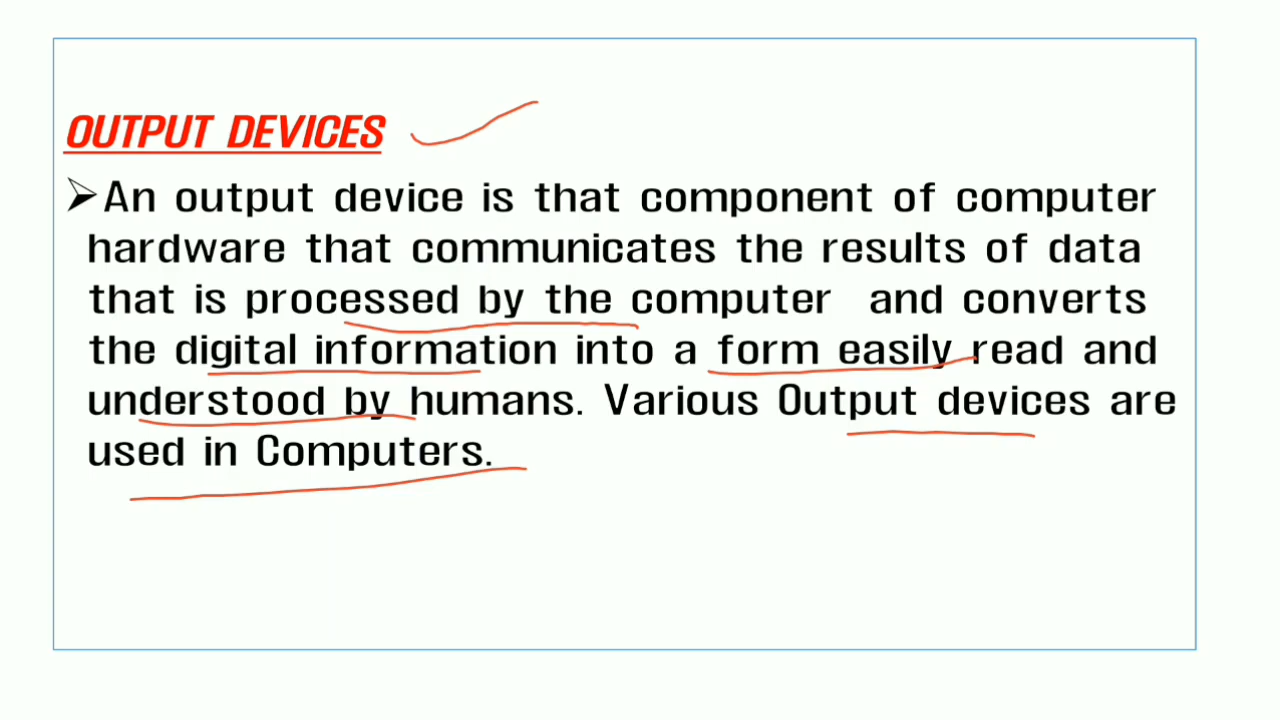 OUTPUT DEVICES
➢An output device is that component of computer
hardware that communicates the results of data
that is processed by the computer and converts
the digital information into a form easily read and
understood by humans. Various Output devices are
used in Computers.